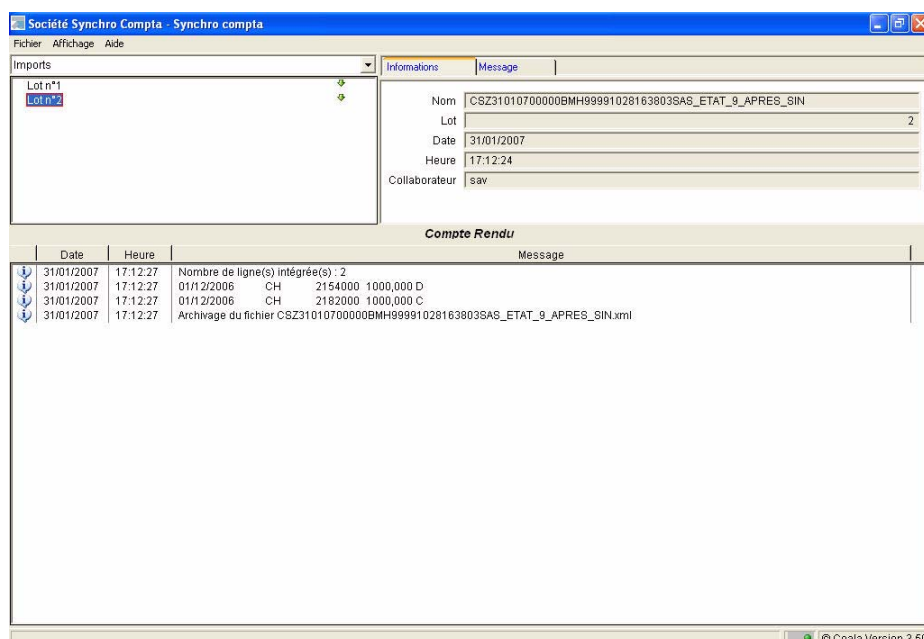 Société Synchro Compta - Synchro compta
Fichier Affichage Aide
Imports
Informations Message
Lot n°1
Lot n°2
Nom CSZ31010700000BMH99991028163803SAS_ETAT_9_APRES_SIN
Lot 2
Date 31/01/2007
Heure 17:12:24
Collaborateur sav
Compte Rendu
Date Heure Message
31/01/2007 17:12:27 Nombre de ligne(s) intégrée(s) : 2
31/01/2007 17:12:27 01/12/2006 CH 2154000 1000,000 D
31/01/2007 17:12:27 01/12/2006 CH 2182000 1000,000 C
31/01/2007 17:12:27 Archivage du fichier CSZ31010700000BMH99991028163803SAS_ETAT_9_APRES_SIN.xml
© Coala Version